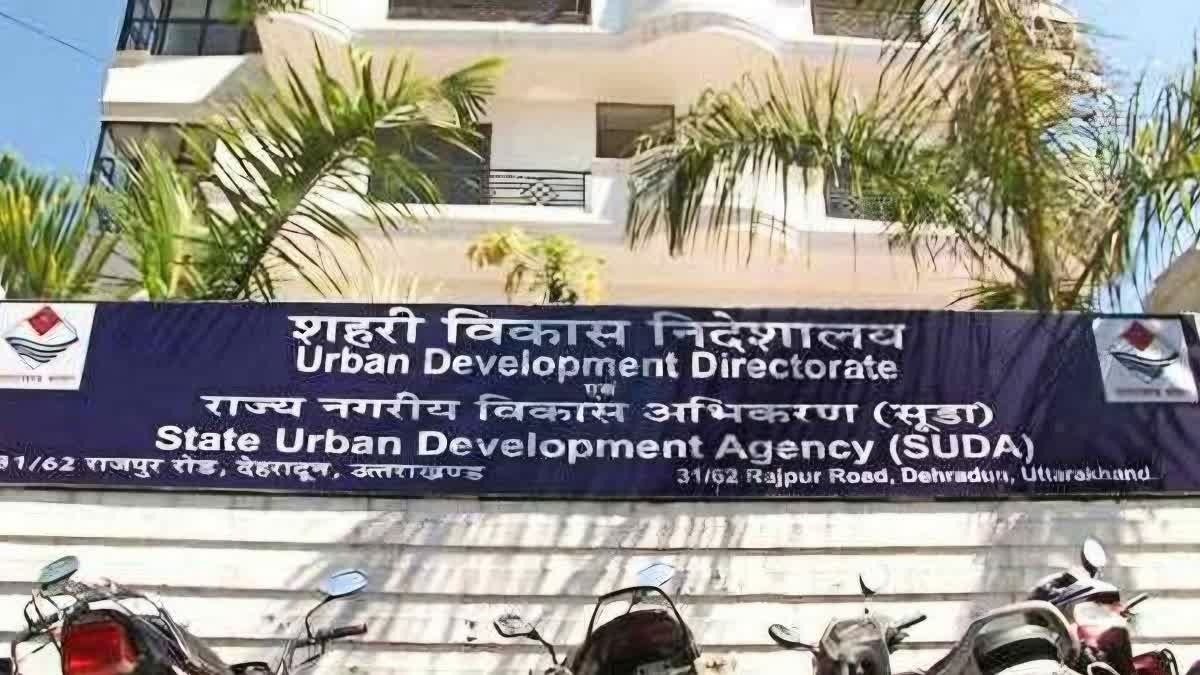 शहरी विकास निदेशालय
Urban Development Directorate
एवं
राज्य नगरीय विकास अभिकरण (सूडा)
State Urban Development Agency (SUDA)
31/62 राजपुर रोड, देहरादून, उत्तराखण्ड
31/62 Rajpur Road, Dehradun, Uttarakhand